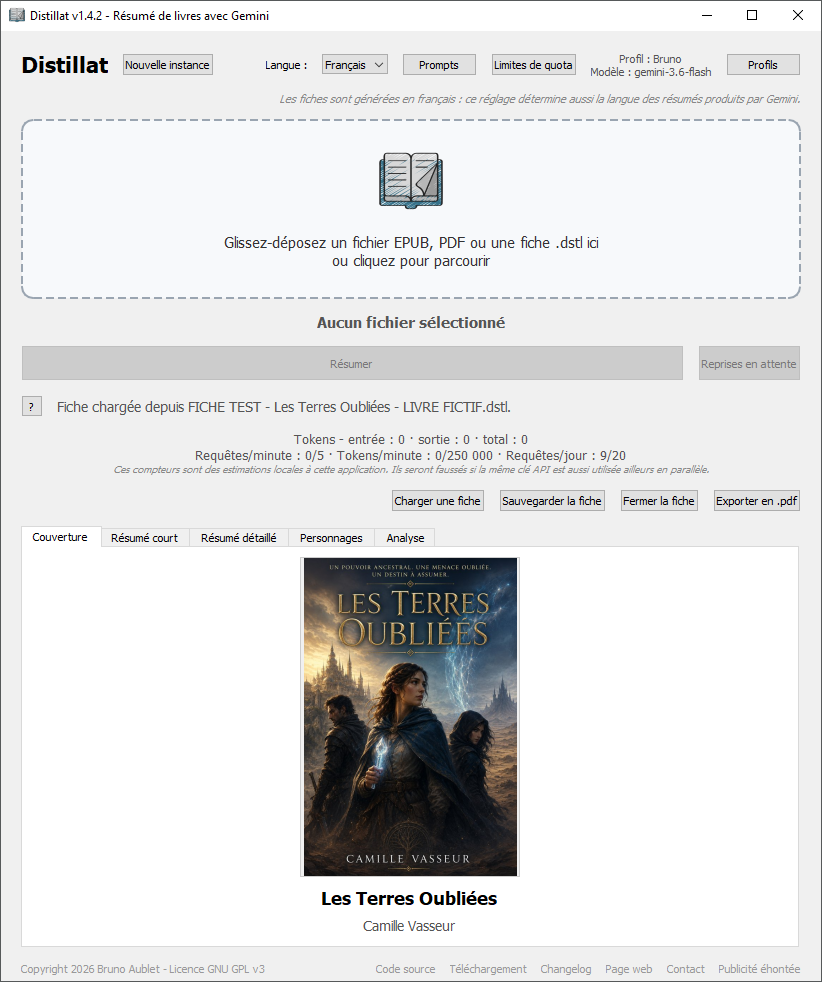 Distillat v1.4.2 - Résumé de livres avec Gemini
Distillat
Nouvelle instance
Langue :
Français
Prompts
Limites de quota
Profil : Bruno
Modèle : gemini-3.6-flash
Profils
Les fiches sont générées en français : ce réglage détermine aussi la langue des résumés produits par Gemini.
Glissez-déposez un fichier EPUB, PDF ou une fiche .dstl ici
ou cliquez pour parcourir
Aucun fichier sélectionné
Résumer
Reprises en attente
?
Fiche chargée depuis FICHE TEST - Les Terres Oubliées - LIVRE FICTIF.dstl.
Tokens - entrée : 0 · sortie : 0 · total : 0
Requêtes/minute : 0/5 · Tokens/minute : 0/250 000 · Requêtes/jour : 9/20
Ces compteurs sont des estimations locales à cette application. Ils seront faussés si la même clé API est aussi utilisée ailleurs en parallèle.
Charger une fiche
Sauvegarder la fiche
Fermer la fiche
Exporter en .pdf
Couverture
Résumé court
Résumé détaillé
Personnages
Analyse
UN POUVOIR ANCESTRAL. UNE MENACE OUBLIÉE.
UN DESTIN À ASSUMER.
LES TERRES
OUBLIÉES
CAMILLE VASSEUR
Les Terres Oubliées
Camille Vasseur
Copyright 2026 Bruno Aublet - Licence GNU GPL v3
Code source
Téléchargement
Changelog
Page web
Contact
Publicité éhontée